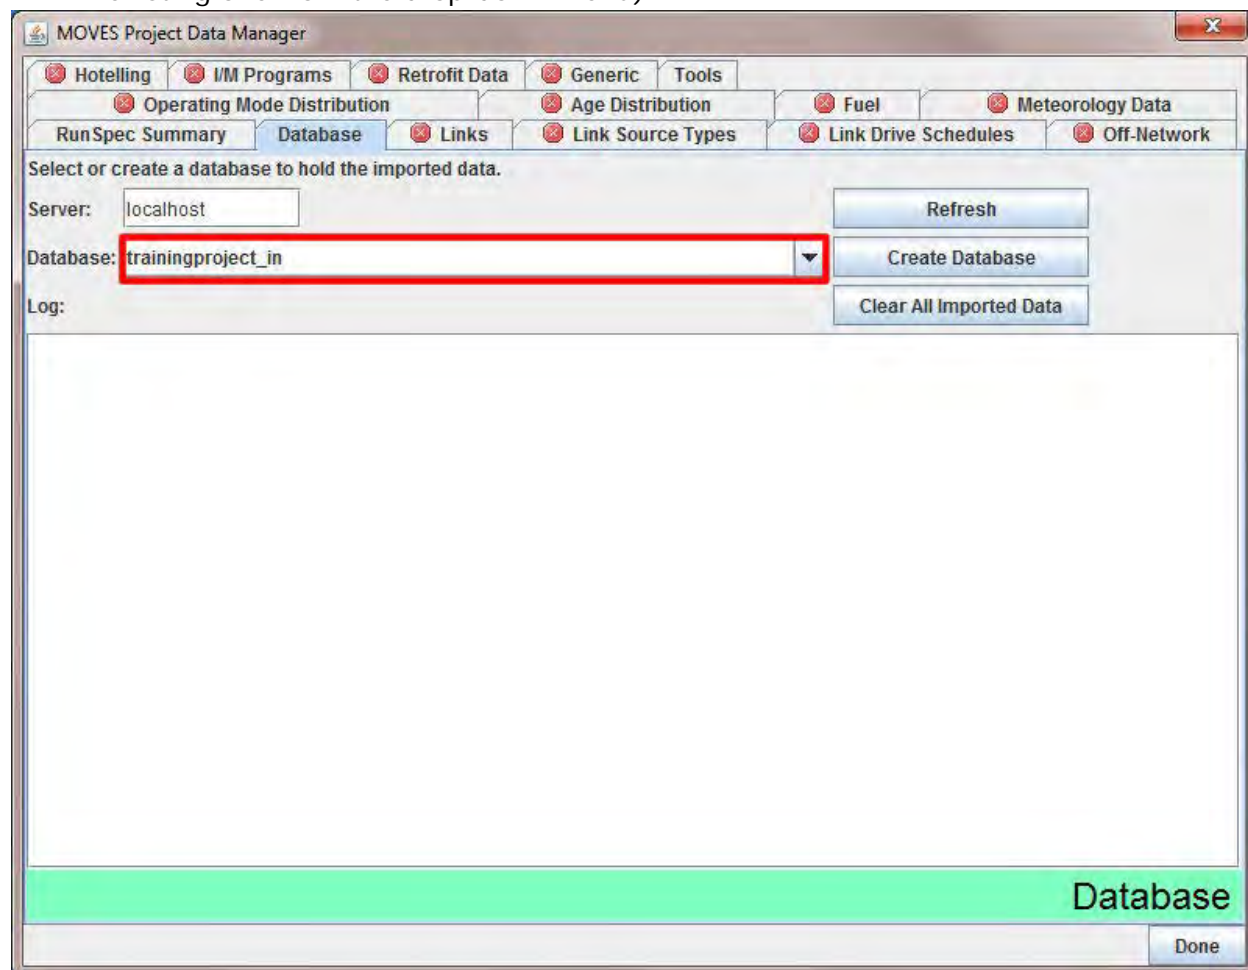 MOVES Project Data Manager
Hotelling I/M Programs Retrofit Data Generic Tools
Operating Mode Distribution Age Distribution Fuel Meteorology Data
RunSpec Summary Database Links Link Source Types Link Drive Schedules Off-Network
Select or create a database to hold the imported data.
Server: localhost Refresh
Database: trainingproject_in Create Database
Log: Clear All Imported Data
Database
Done